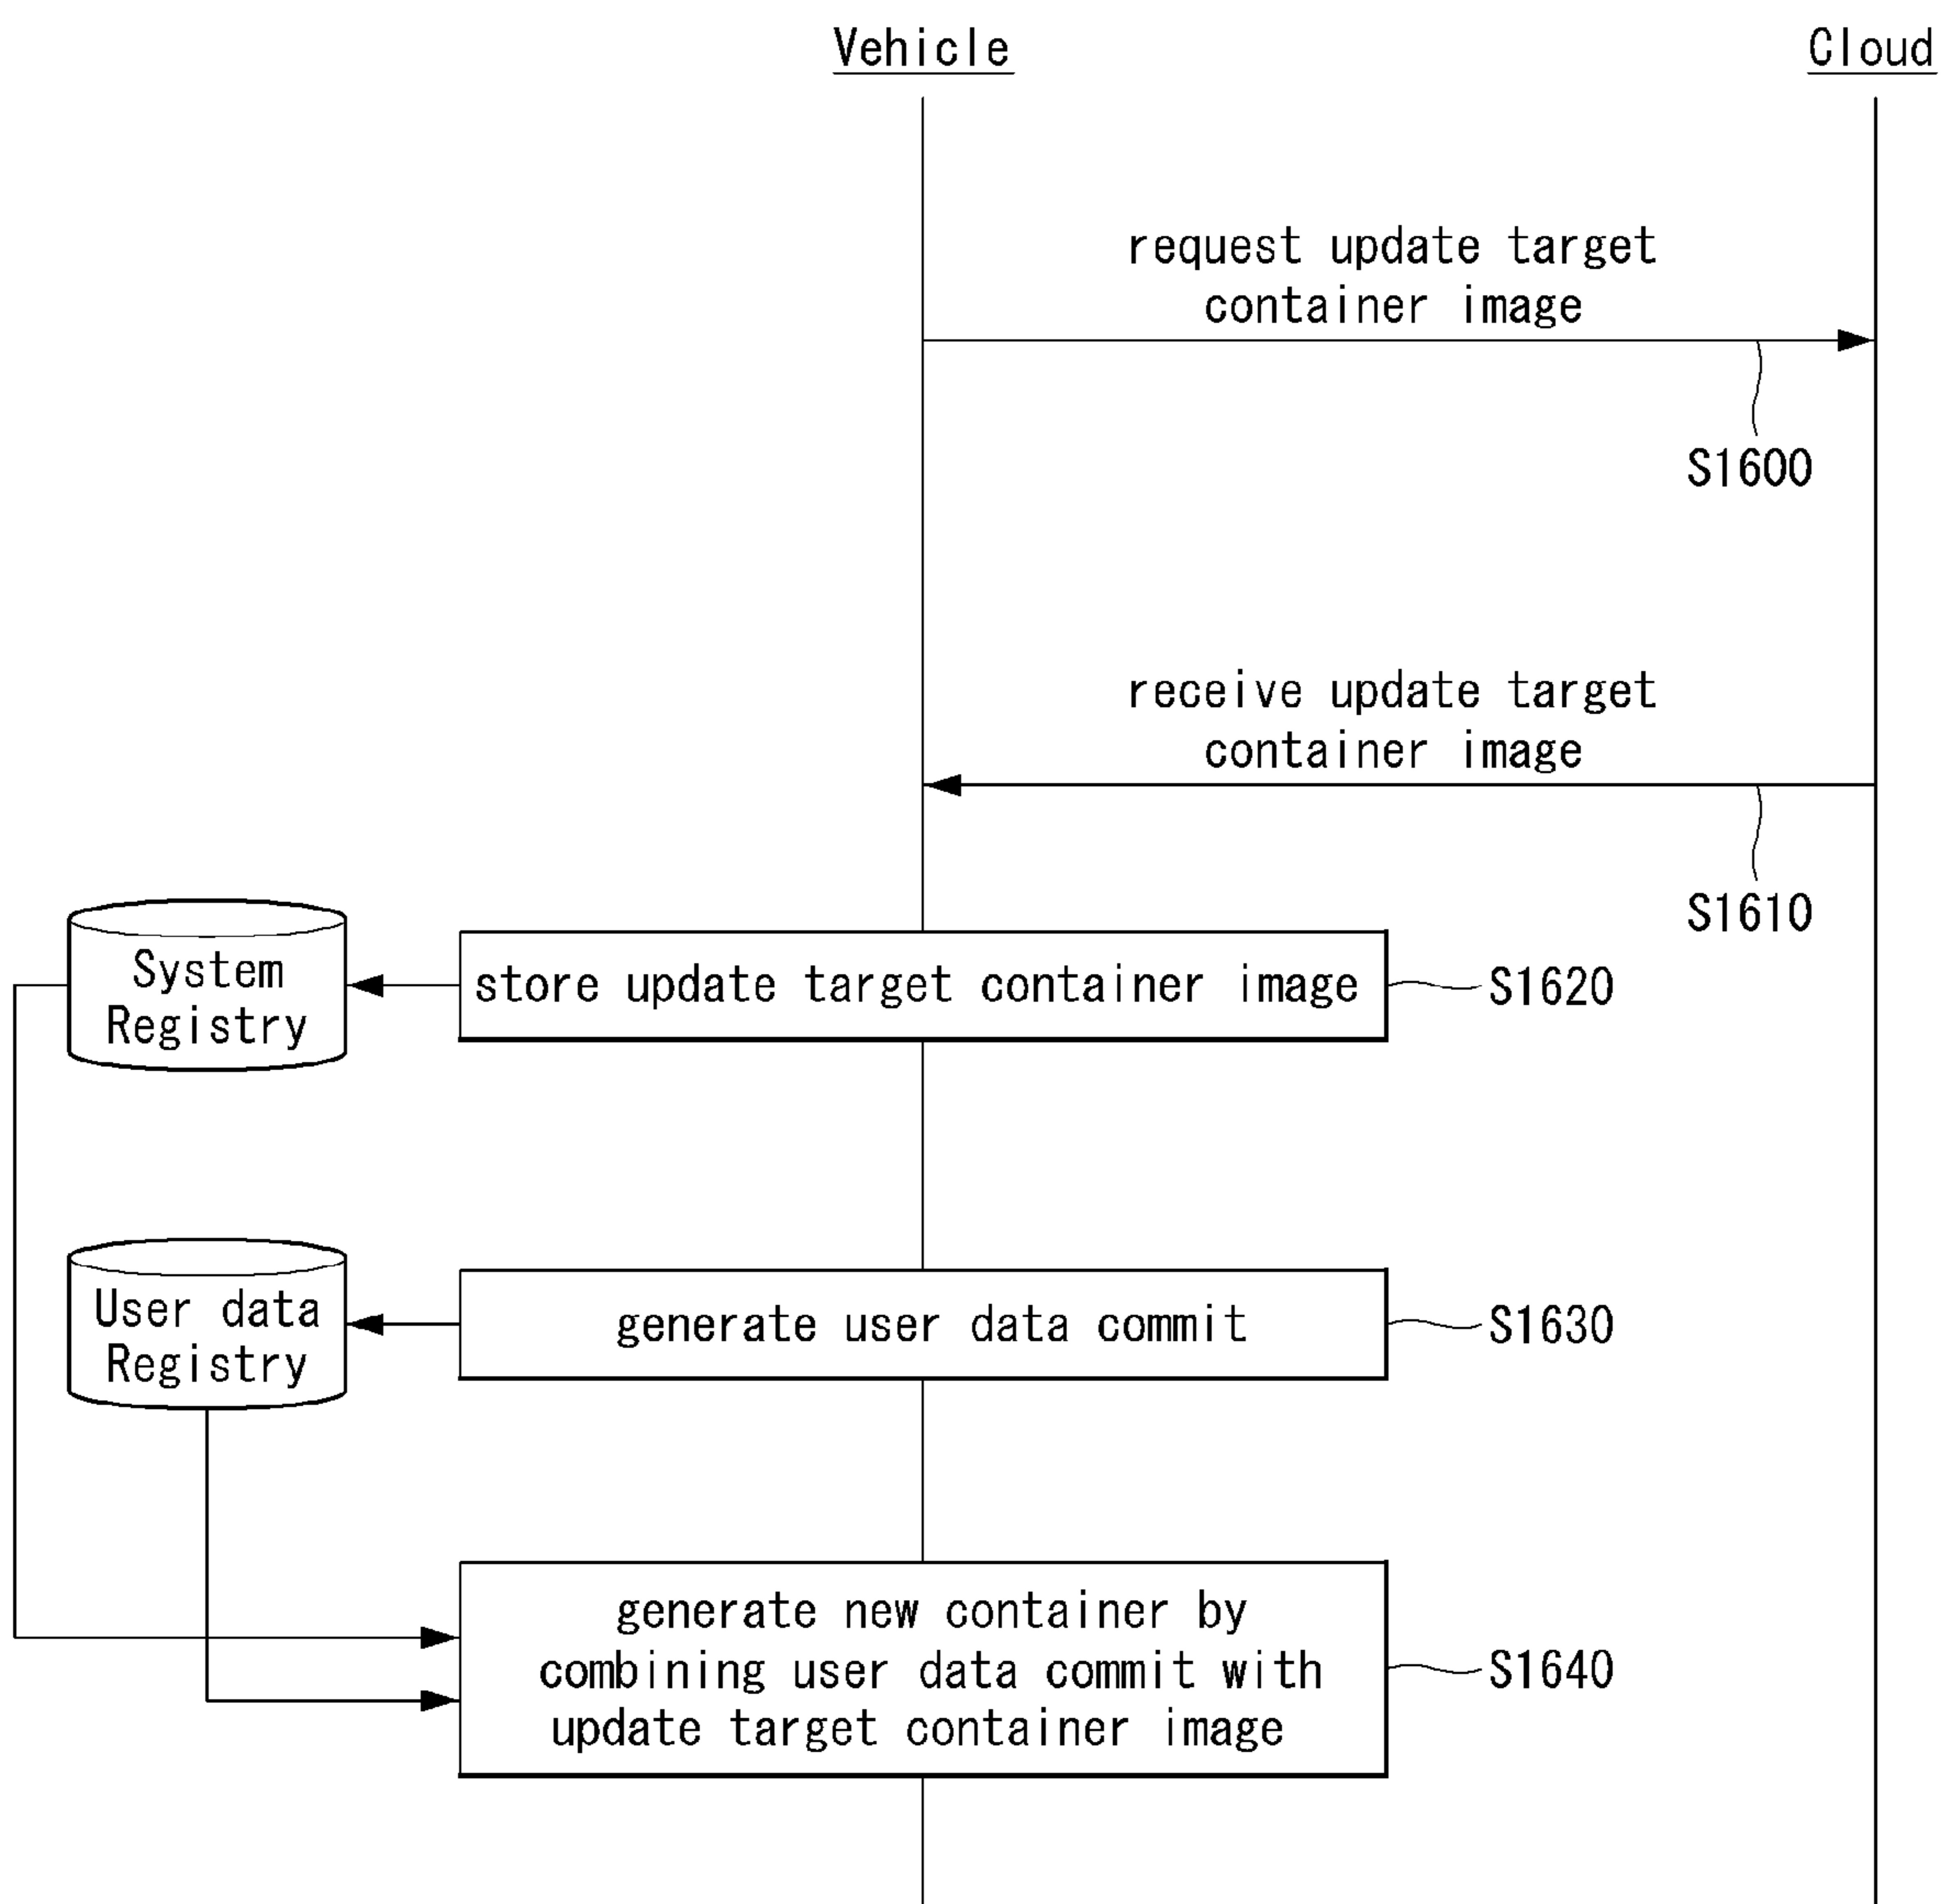 Vehicle
Cloud
request update target
container image
S1600
receive update target
container image
S1610
System
Registry
store update target container image
S1620
User data
Registry
generate user data commit
S1630
generate new container by
combining user data commit with
update target container image
S1640